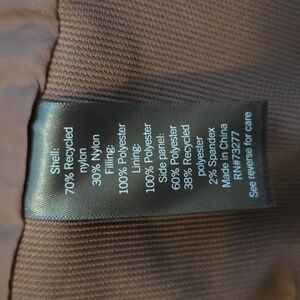 Shell:
70% Recycled
nylon
30% Nylon
Filling:
100% Polyester
Lining:
100% Polyester
Side panel:
60% Polyester
38% Recycled
polyester
2% Spandex
Made in China
RN#73277
See reverse for care